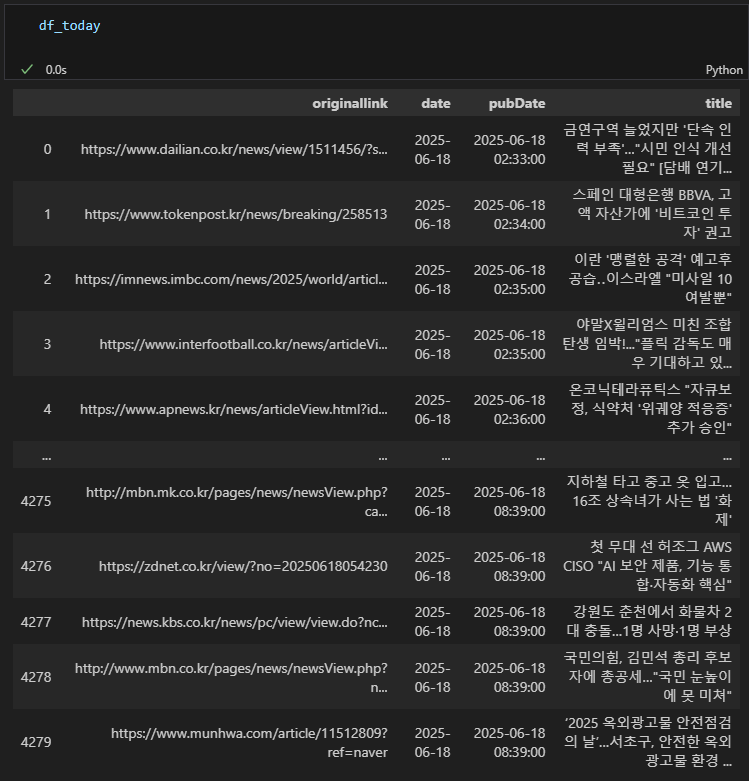 df_today
0.0s
Python
originallink date pubDate title
0 https://www.dailian.co.kr/news/view/1511456/?s... 2025-06-18 2025-06-18 02:33:00 금연구역 늘었지만 '단속 인력 부족'…"시민 인식 개선 필요" [담배 연기...
1 https://www.tokenpost.kr/news/breaking/258513 2025-06-18 2025-06-18 02:34:00 스페인 대형은행 BBVA, 고액 자산가에 '비트코인 투자' 권고
2 https://imnews.imbc.com/news/2025/world/articl... 2025-06-18 2025-06-18 02:35:00 이란 '맹렬한 공격' 예고후 공습‥이스라엘 "미사일 10여발뿐"
3 https://www.interfootball.co.kr/news/articleVi... 2025-06-18 2025-06-18 02:35:00 야말X윌리엄스 미친 조합 탄생 임박!..."플릭 감독도 매우 기대하고 있...
4 https://www.apnews.kr/news/articleView.html?id... 2025-06-18 2025-06-18 02:36:00 온코닉테라퓨틱스 "자큐보정, 식약처 '위궤양 적응증' 추가 승인"
... ... ... ... ...
4275 http://mbn.mk.co.kr/pages/news/newsView.php?ca... 2025-06-18 2025-06-18 08:39:00 지하철 타고 중고 옷 입고…16조 상속녀가 사는 법 '화제'
4276 https://zdnet.co.kr/view/?no=20250618054230 2025-06-18 2025-06-18 08:39:00 첫 무대 선 허조그 AWS CISO "AI 보안 제품, 기능 통합·자동화 핵심"
4277 https://news.kbs.co.kr/news/pc/view/view.do?nc... 2025-06-18 2025-06-18 08:39:00 강원도 춘천에서 화물차 2대 충돌…1명 사망·1명 부상
4278 http://www.mbn.co.kr/pages/news/newsView.php?n... 2025-06-18 2025-06-18 08:39:00 국민의힘, 김민석 총리 후보자에 총공세…"국민 눈높이에 못 미쳐"
4279 https://www.munhwa.com/article/11512809?ref=naver 2025-06-18 2025-06-18 08:39:00 ‘2025 옥외광고물 안전점검의 날’…서초구, 안전한 옥외광고물 환경 ...